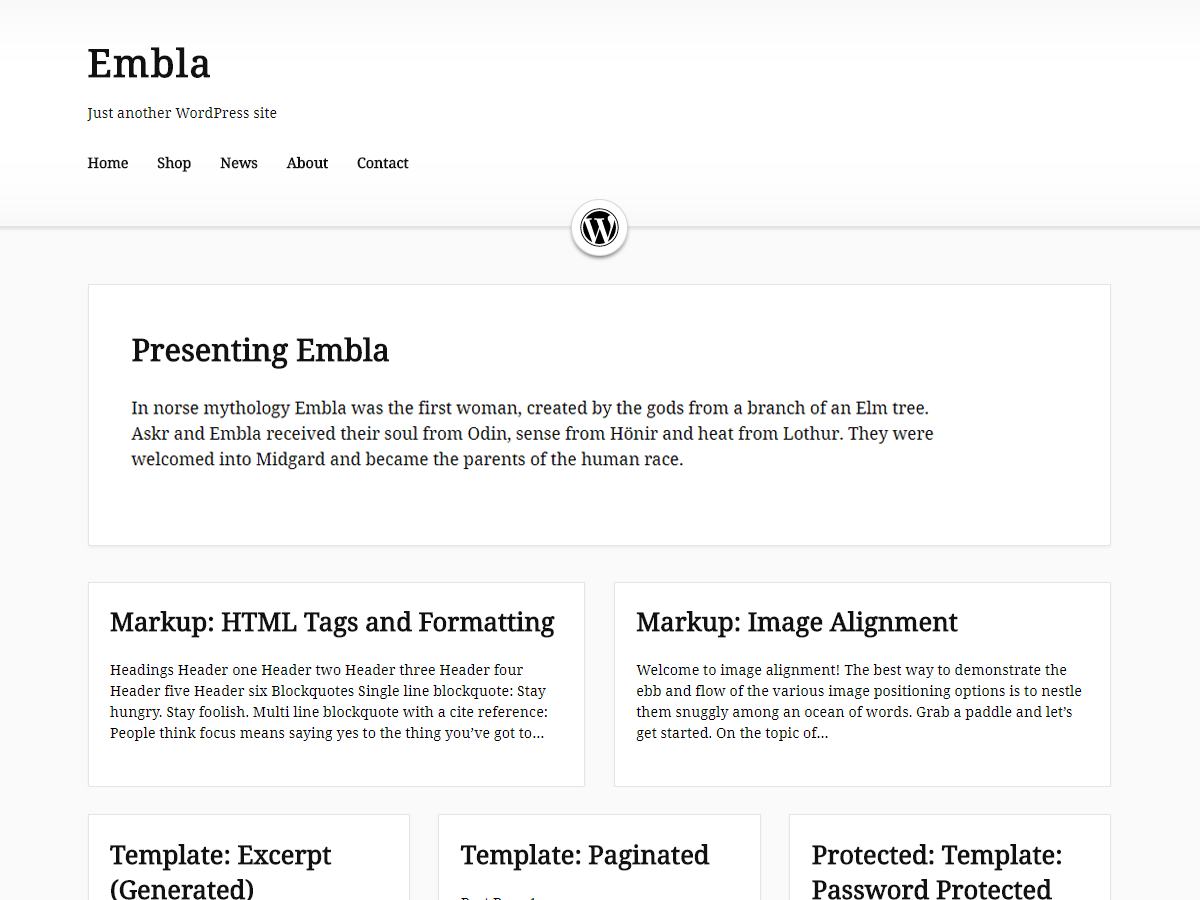 Embla
Just another WordPress site
Home Shop News About Contact
Presenting Embla
In norse mythology Embla was the first woman, created by the gods from a branch of an Elm tree.
Askr and Embla received their soul from Odin, sense from Hönir and heat from Lothur. They were
welcomed into Midgard and became the parents of the human race.
Markup: HTML Tags and Formatting
Headings Header one Header two Header three Header four
Header five Header six Blockquotes Single line blockquote: Stay
hungry. Stay foolish. Multi line blockquote with a cite reference:
People think focus means saying yes to the thing you’ve got to…
Markup: Image Alignment
Welcome to image alignment! The best way to demonstrate the
ebb and flow of the various image positioning options is to nestle
them snuggly among an ocean of words. Grab a paddle and let’s
get started. On the topic of…
Template: Excerpt
(Generated)
Template: Paginated
Protected: Template:
Password Protected